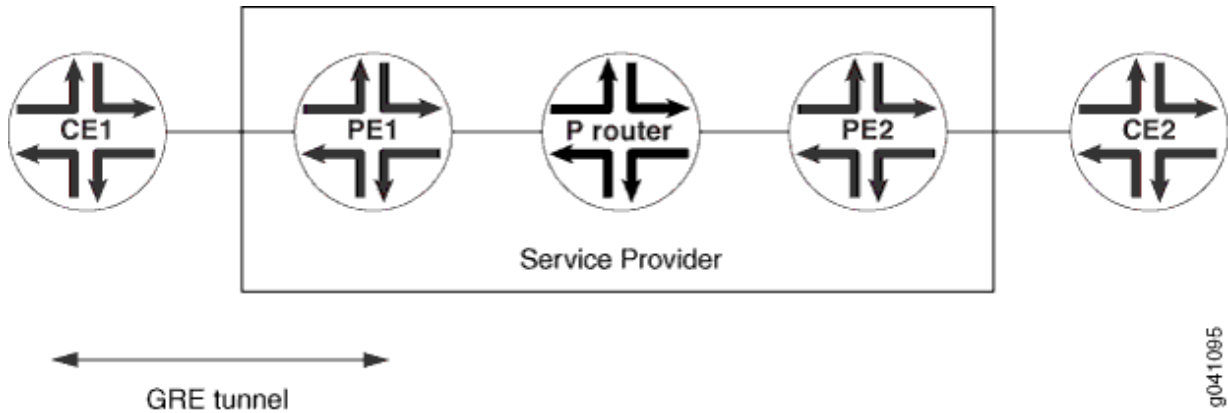 CE1
PE1
P router
PE2
CE2
Service Provider
GRE tunnel
g041095